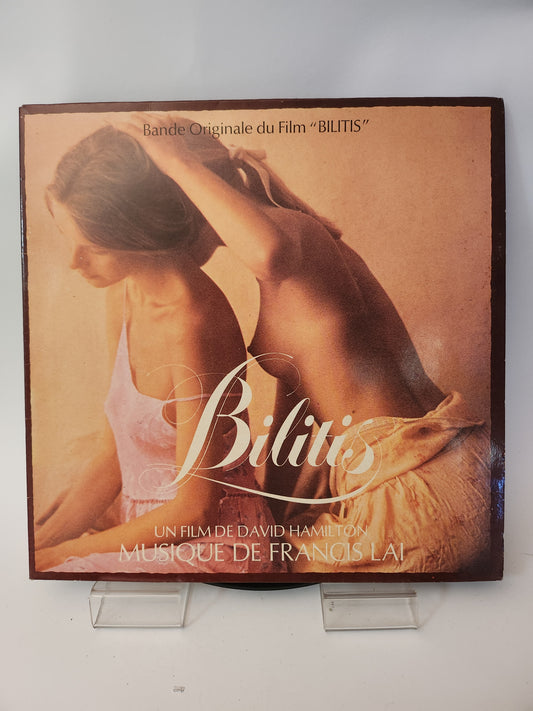 Bande Originale du Film "BILITIS"
Bilitis
UN FILM DE DAVID HAMILTON
MUSIQUE DE FRANCIS LAI